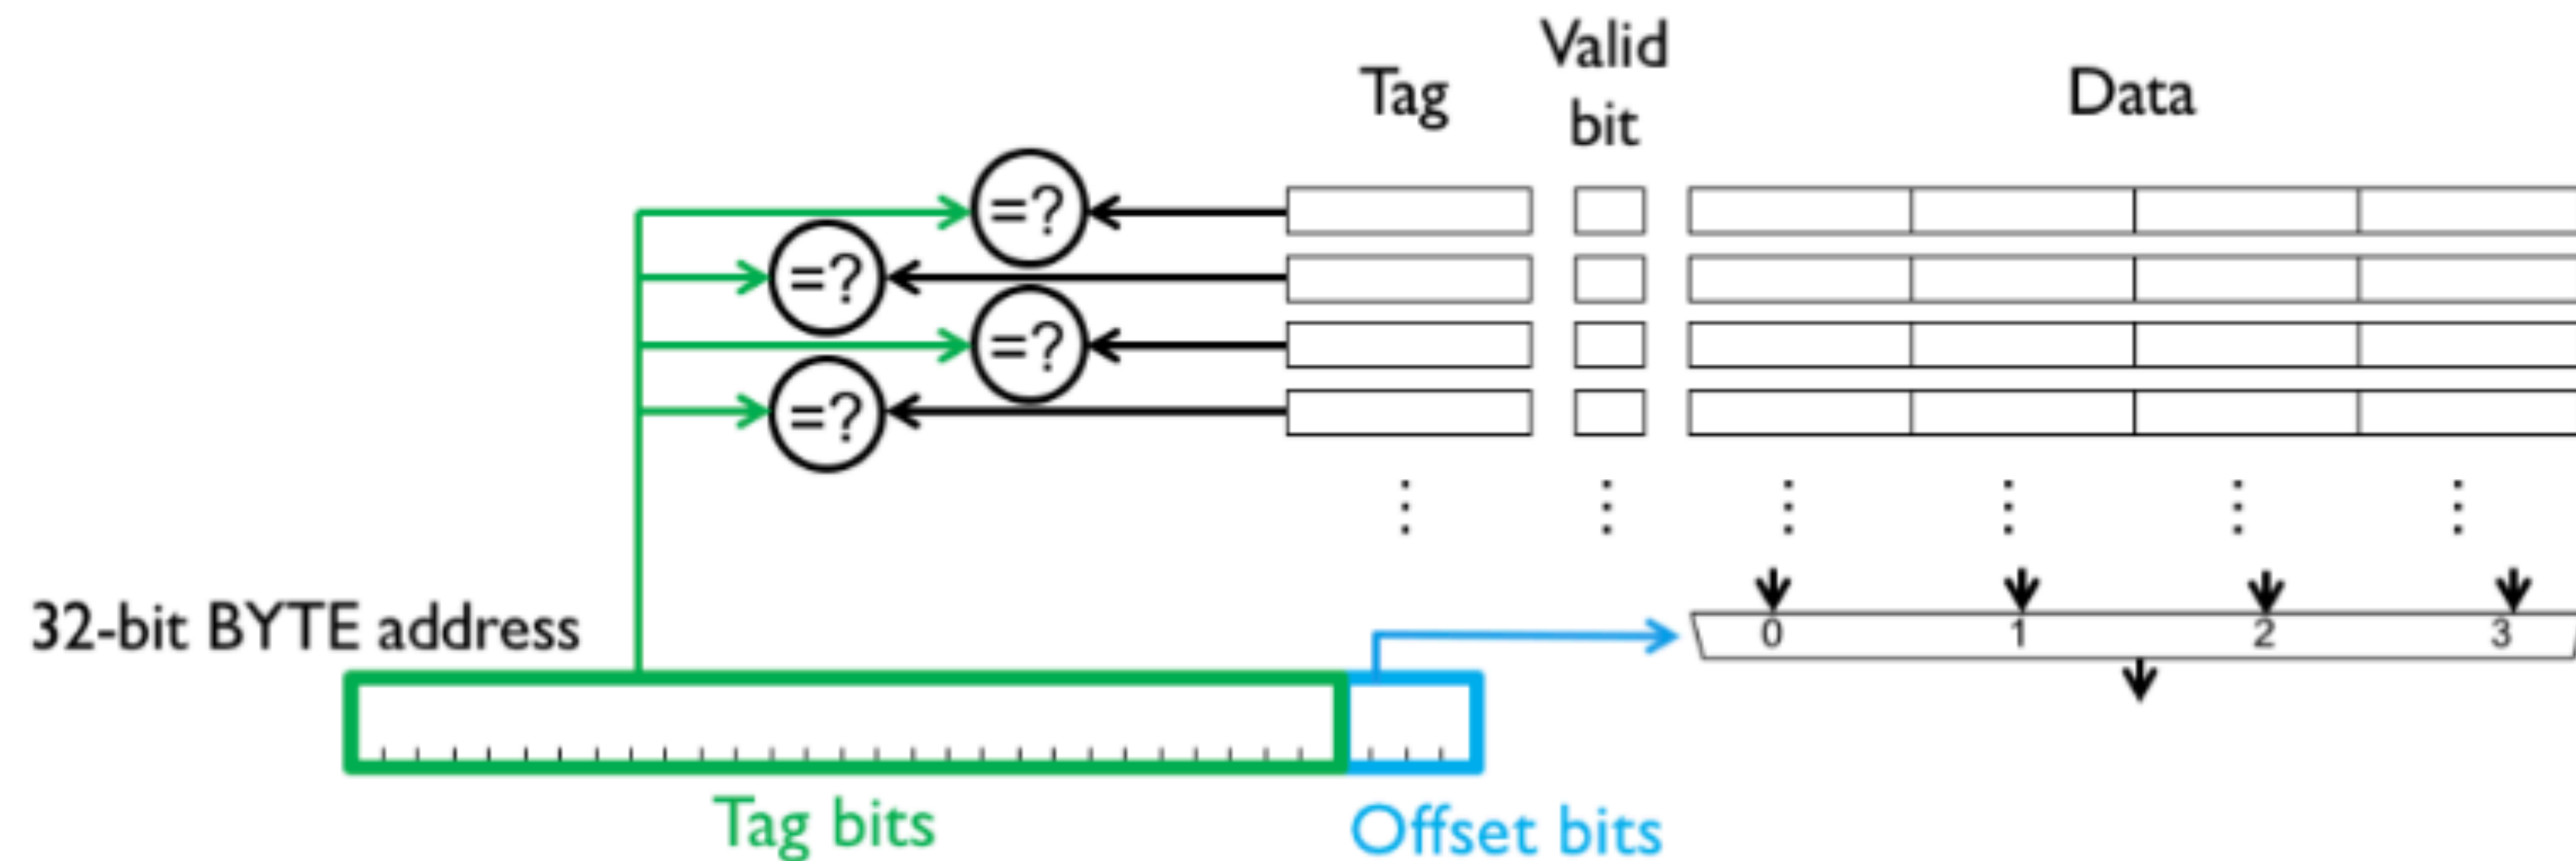 Tag
Valid
bit
Data
=?
=?
=?
=?
32-bit BYTE address
0 1 2 3
Tag bits
Offset bits